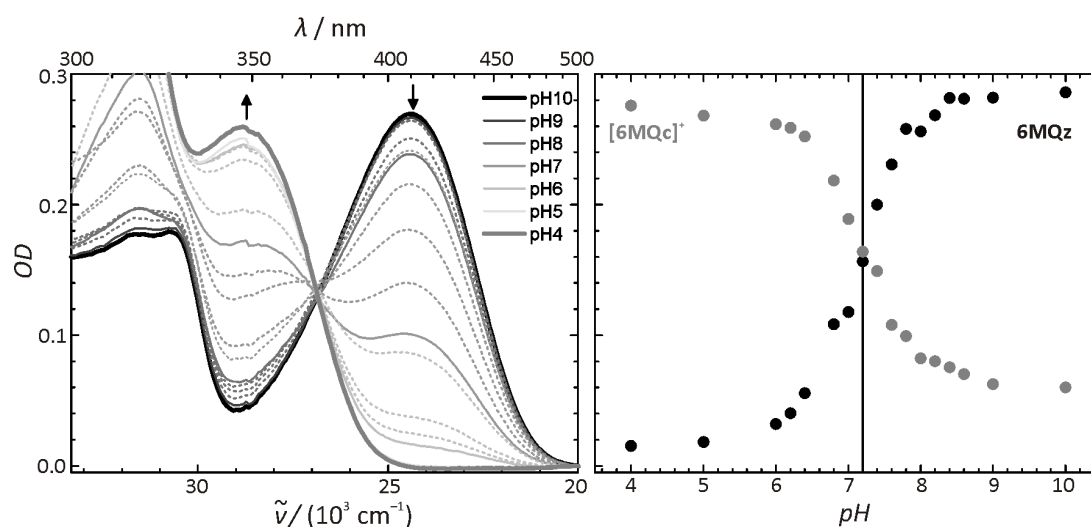 λ / nm
300 350 400 450 500
0.3
0.2
0.1
0.0
OD
pH10
pH9
pH8
pH7
pH6
pH5
pH4
30 25 20
ṽ/ (10³ cm⁻¹)
[6MQc]⁺ 6MQz
4 5 6 7 8 9 10
pH